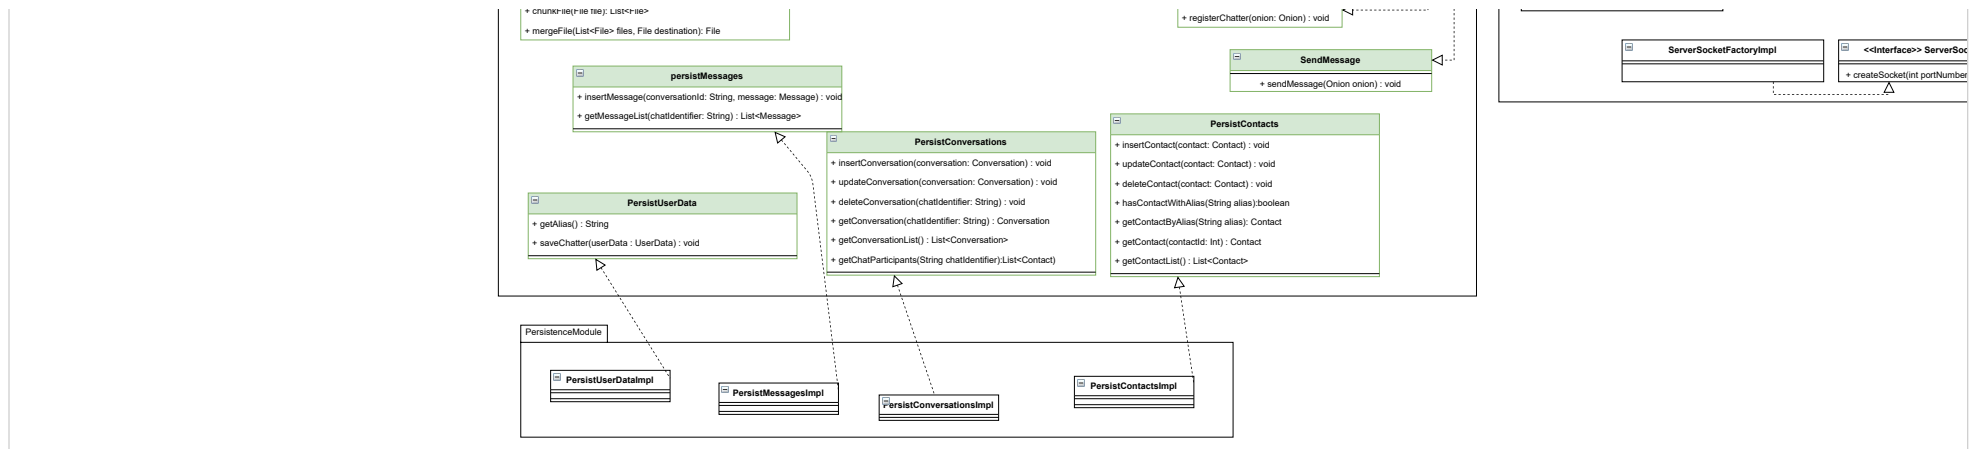 + chunkFile(File file): List<File>
+ mergeFile(List<File> files, File destination): File
+ registerChatter(onion: Onion) : void
ServerSocketFactoryImpl
<<Interface>> ServerSoc
+ createSocket(int portNumber
SendMessage
+ sendMessage(Onion onion) : void
persistMessages
+ insertMessage(conversationId: String, message: Message) : void
+ getMessageList(chatIdentifier: String) : List<Message>
PersistConversations
+ insertConversation(conversation: Conversation) : void
+ updateConversation(conversation: Conversation) : void
+ deleteConversation(chatIdentifier: String) : void
+ getConversation(chatIdentifier: String) : Conversation
+ getConversationList() : List<Conversation>
+ getChatParticipants(String chatIdentifier):List<Contact)
PersistContacts
+ insertContact(contact: Contact) : void
+ updateContact(contact: Contact) : void
+ deleteContact(contact: Contact) : void
+ hasContactWithAlias(String alias):boolean
+ getContactByAlias(String alias): Contact
+ getContact(contactId: Int) : Contact
+ getContactList() : List<Contact>
PersistUserData
+ getAlias() : String
+ saveChatter(userData : UserData) : void
PersistenceModule
PersistUserDataImpl
PersistMessagesImpl
PersistConversationsImpl
PersistContactsImpl